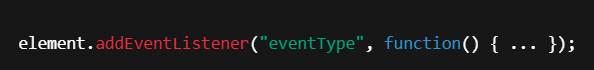 element.addEventListener("eventType", function() { ... });